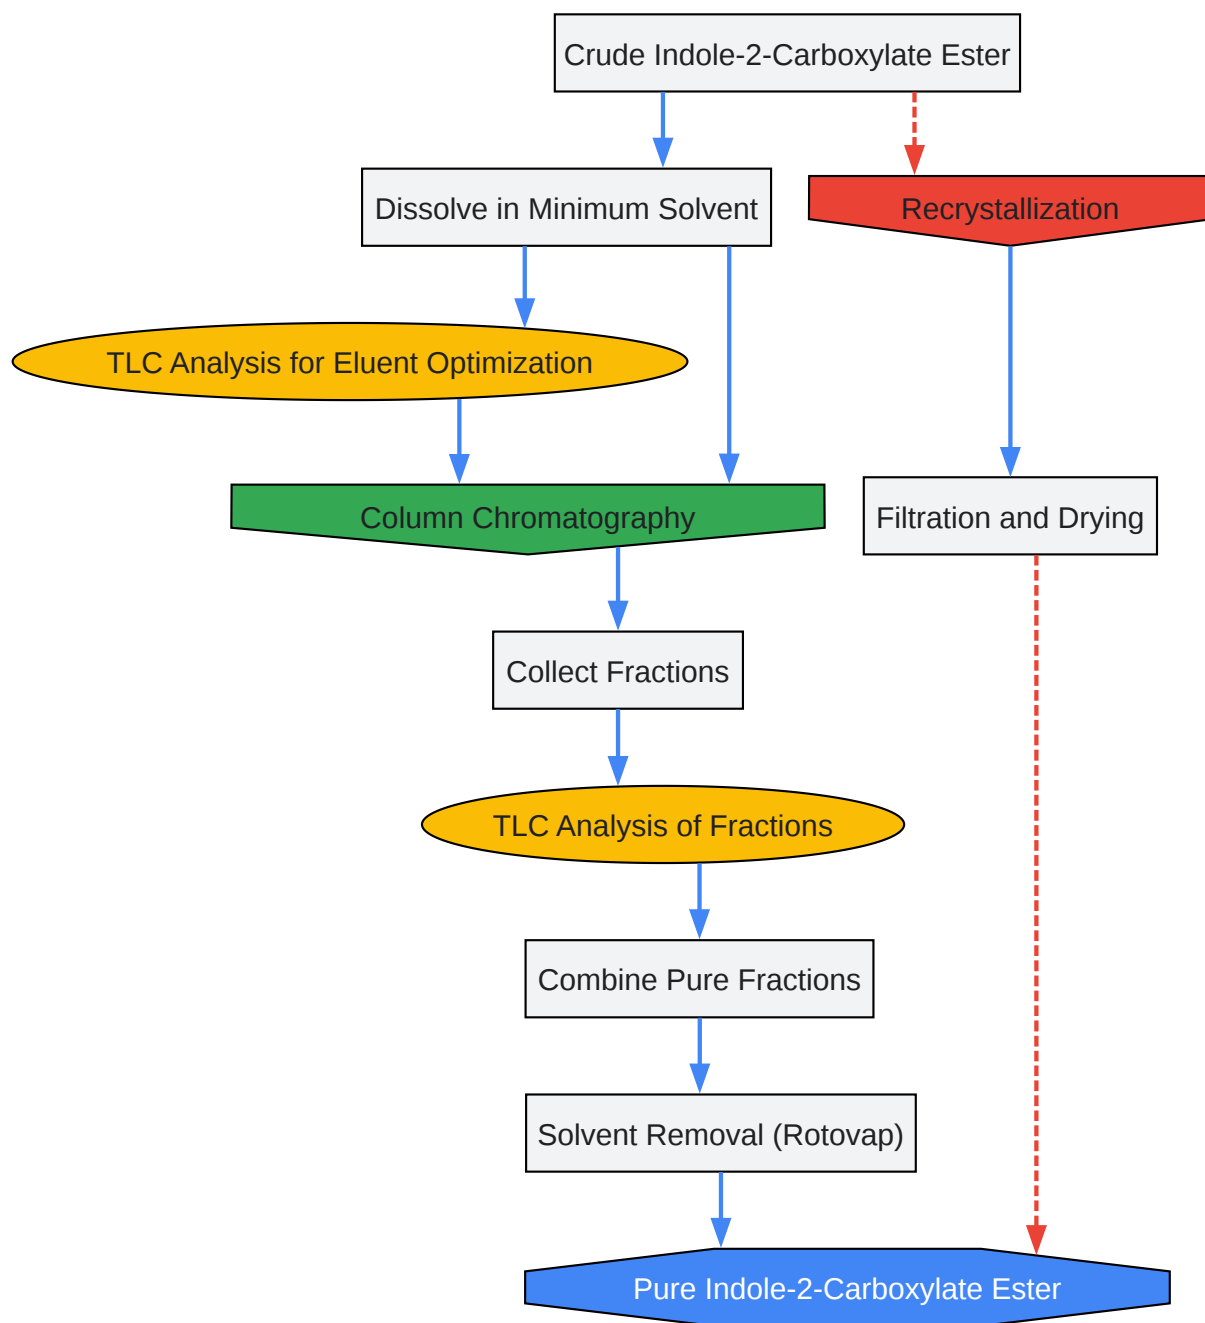 Crude Indole-2-Carboxylate Ester
Dissolve in Minimum Solvent
Recrystallization
TLC Analysis for Eluent Optimization
Column Chromatography
Filtration and Drying
Collect Fractions
TLC Analysis of Fractions
Combine Pure Fractions
Solvent Removal (Rotovap)
Pure Indole-2-Carboxylate Ester